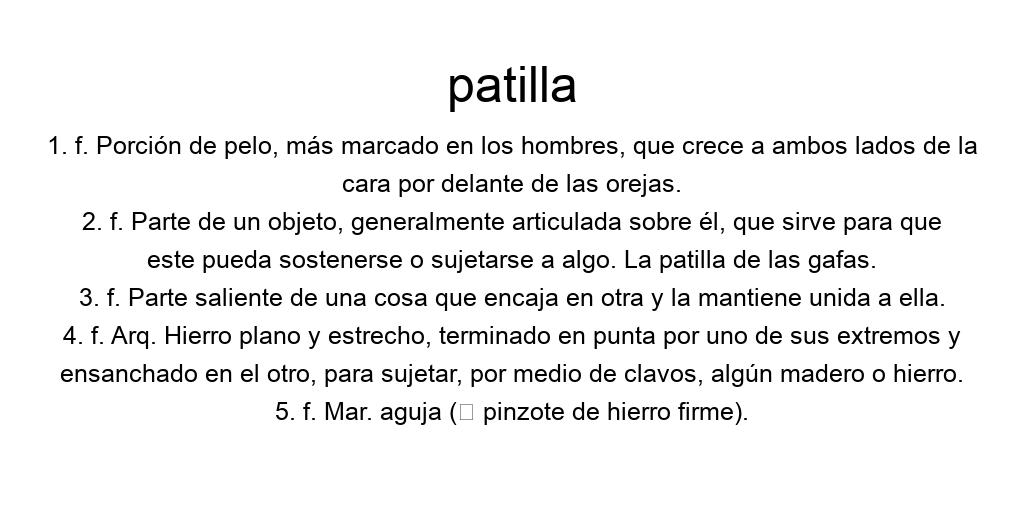 patilla
1. f. Porción de pelo, más marcado en los hombres, que crece a ambos lados de la
cara por delante de las orejas.
2. f. Parte de un objeto, generalmente articulada sobre él, que sirve para que
este pueda sostenerse o sujetarse a algo. La patilla de las gafas.
3. f. Parte saliente de una cosa que encaja en otra y la mantiene unida a ella.
4. f. Arq. Hierro plano y estrecho, terminado en punta por uno de sus extremos y
ensanchado en el otro, para sujetar, por medio de clavos, algún madero o hierro.
5. f. Mar. aguja (□ pinzote de hierro firme).